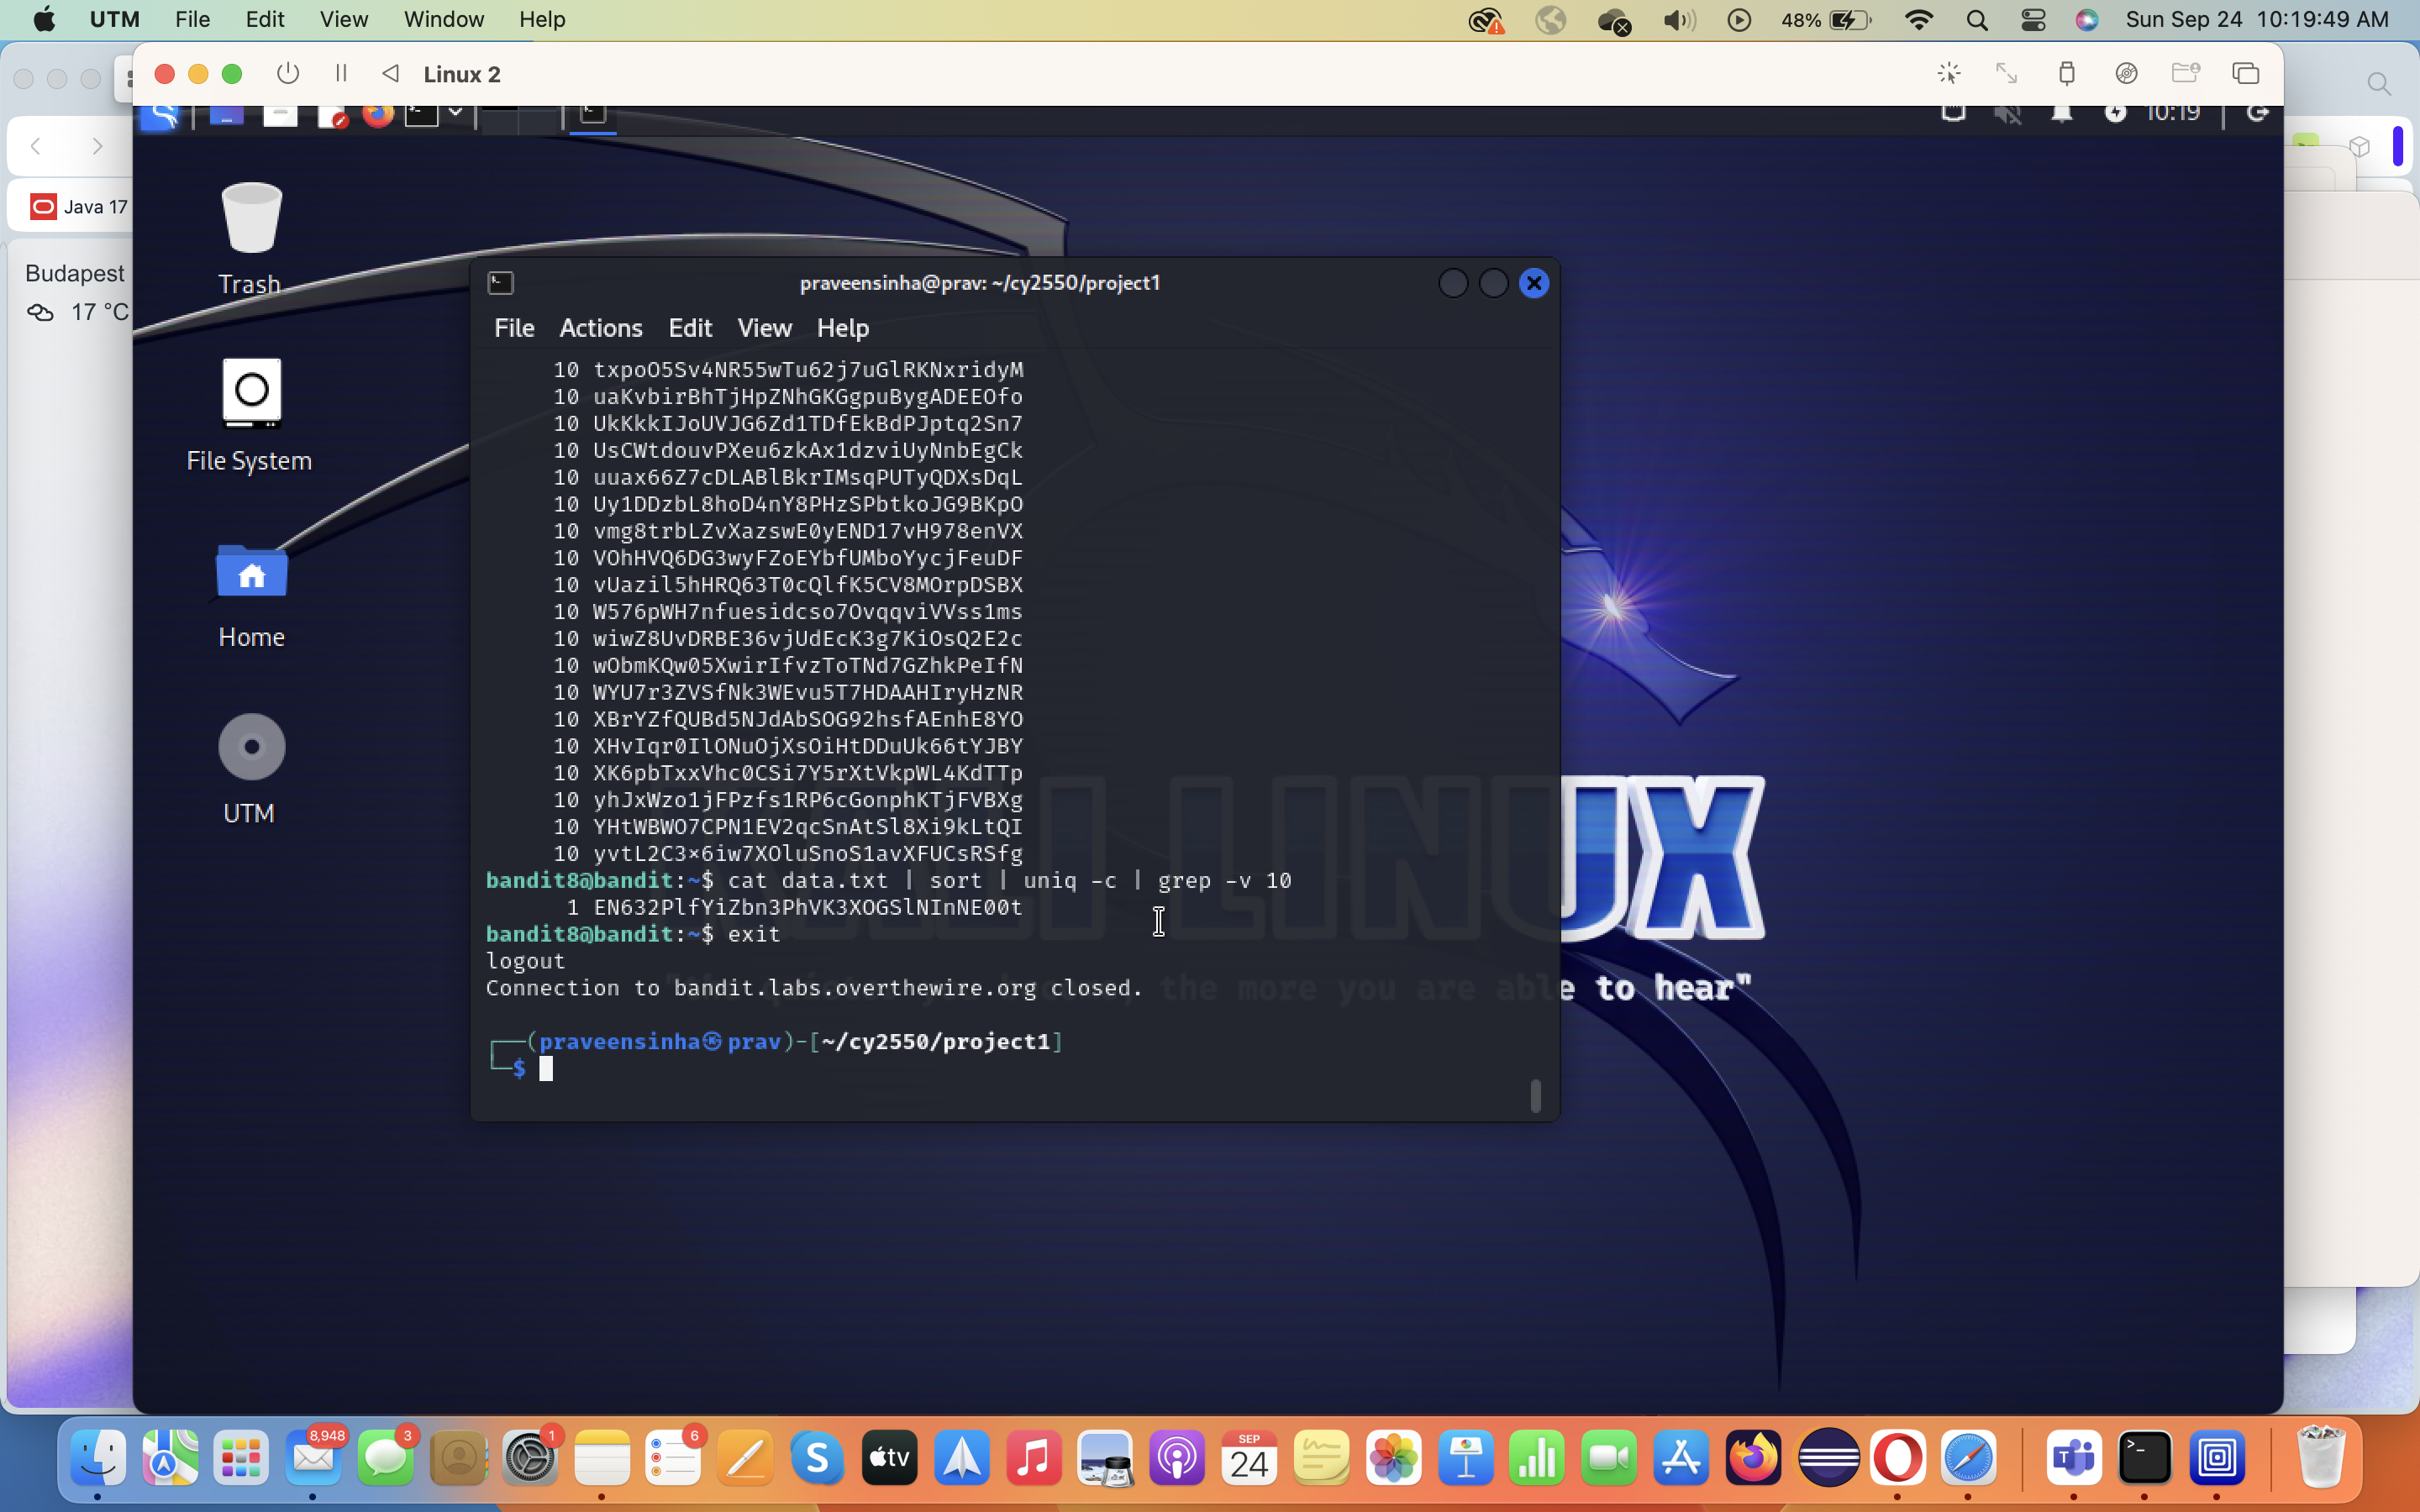 UTM File Edit View Window Help 48% Sun Sep 24 10:19:49 AM
Linux 2
10:19
Java 17
Budapest
17 °C
Trash
File System
Home
UTM
praveensinha@prav: ~/cy2550/project1
File Actions Edit View Help
10 txpoO5Sv4NR55wTu62j7uGlRKNxridyM
10 uaKvbirBhTjHpZNhGKGgpuBygADEEOfo
10 UkKkkIJoUVJG6Zd1TDfEkBdPJptq2Sn7
10 UsCWtdouvPXeu6zkAx1dzviUyNnbEgCk
10 uuax66Z7cDLABlBkrIMsqPUTyQDXsDqL
10 Uy1DDzbL8hoD4nY8PHzSPbtkoJG9BKpO
10 vmg8trbLZvXazswE0yEND17vH978enVX
10 VOhHVQ6DG3wyFZoEYbfUMboYycjFeuDF
10 vUazil5hHRQ63T0cQlfK5CV8MOrpDSBX
10 W576pWH7nfuesidcso7OvqqviVVss1ms
10 wiwZ8UvDRBE36vjUdEcK3g7KiOsQ2E2c
10 wObmKQw05XwirIfvzToTNd7GZhkPeIfN
10 WYU7r3ZVSfNk3WEvu5T7HDAAHIryHzNR
10 XBrYZfQUBd5NJdAbSOG92hsfAEnhE8YO
10 XHvIqr0IlONuOjXsOiHtDDuUk66tYJBY
10 XK6pbTxxVhc0CSi7Y5rXtVkpWL4KdTTp
10 yhJxWzo1jFPzfs1RP6cGonphKTjFVBXg
10 YHtWBWO7CPN1EV2qcSnAtSl8Xi9kLtQI
10 yvtL2C3×6iw7XOluSnoS1avXFUCsRSfg
bandit8@bandit:~$ cat data.txt | sort | uniq -c | grep -v 10
1 EN632PlfYiZbn3PhVK3XOGSlNInNE00t
bandit8@bandit:~$ exit
logout
Connection to bandit.labs.overthewire.org closed.
┌──(praveensinha㉿prav)-[~/cy2550/project1]
└─$
KALI LINUX
the more you are able to hear"
8,948
3
1
6
tv
SEP
24